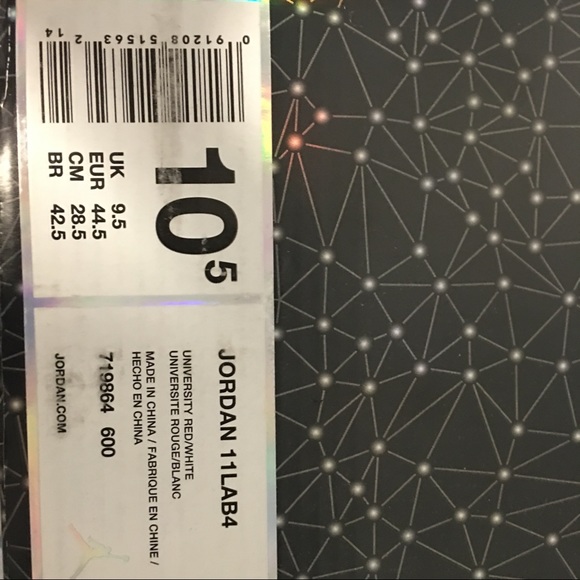 0 91208 51563 2 14
10 5
UK 9.5
EUR 44.5
CM 28.5
BR 42.5
JORDAN 11LAB4
UNIVERSITY RED/WHITE
UNIVERSITE ROUGE/BLANC
MADE IN CHINA / FABRIQUE EN CHINE /
HECHO EN CHINA
719864 600
JORDAN.COM